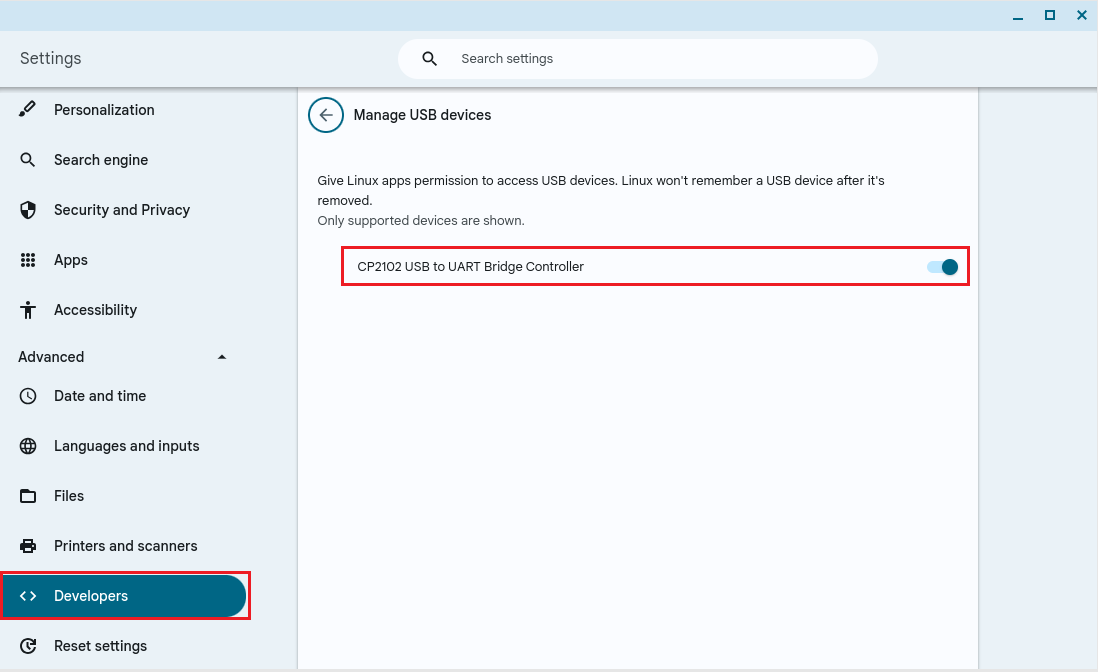 Settings
Search settings
Personalization
Search engine
Security and Privacy
Apps
Accessibility
Advanced
Date and time
Languages and inputs
Files
Printers and scanners
Developers
Reset settings
Manage USB devices
Give Linux apps permission to access USB devices. Linux won't remember a USB device after it's
removed.
Only supported devices are shown.
CP2102 USB to UART Bridge Controller